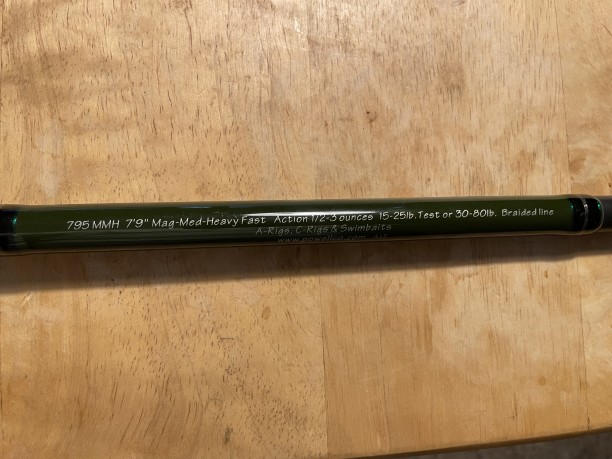 795 MMH 7'9" Mag-Med-Heavy Fast Action 1/2-3 ounces 15-25lb. Test or 30-80lb. Braided line
A-Rigs, C-Rigs & Swimbaits